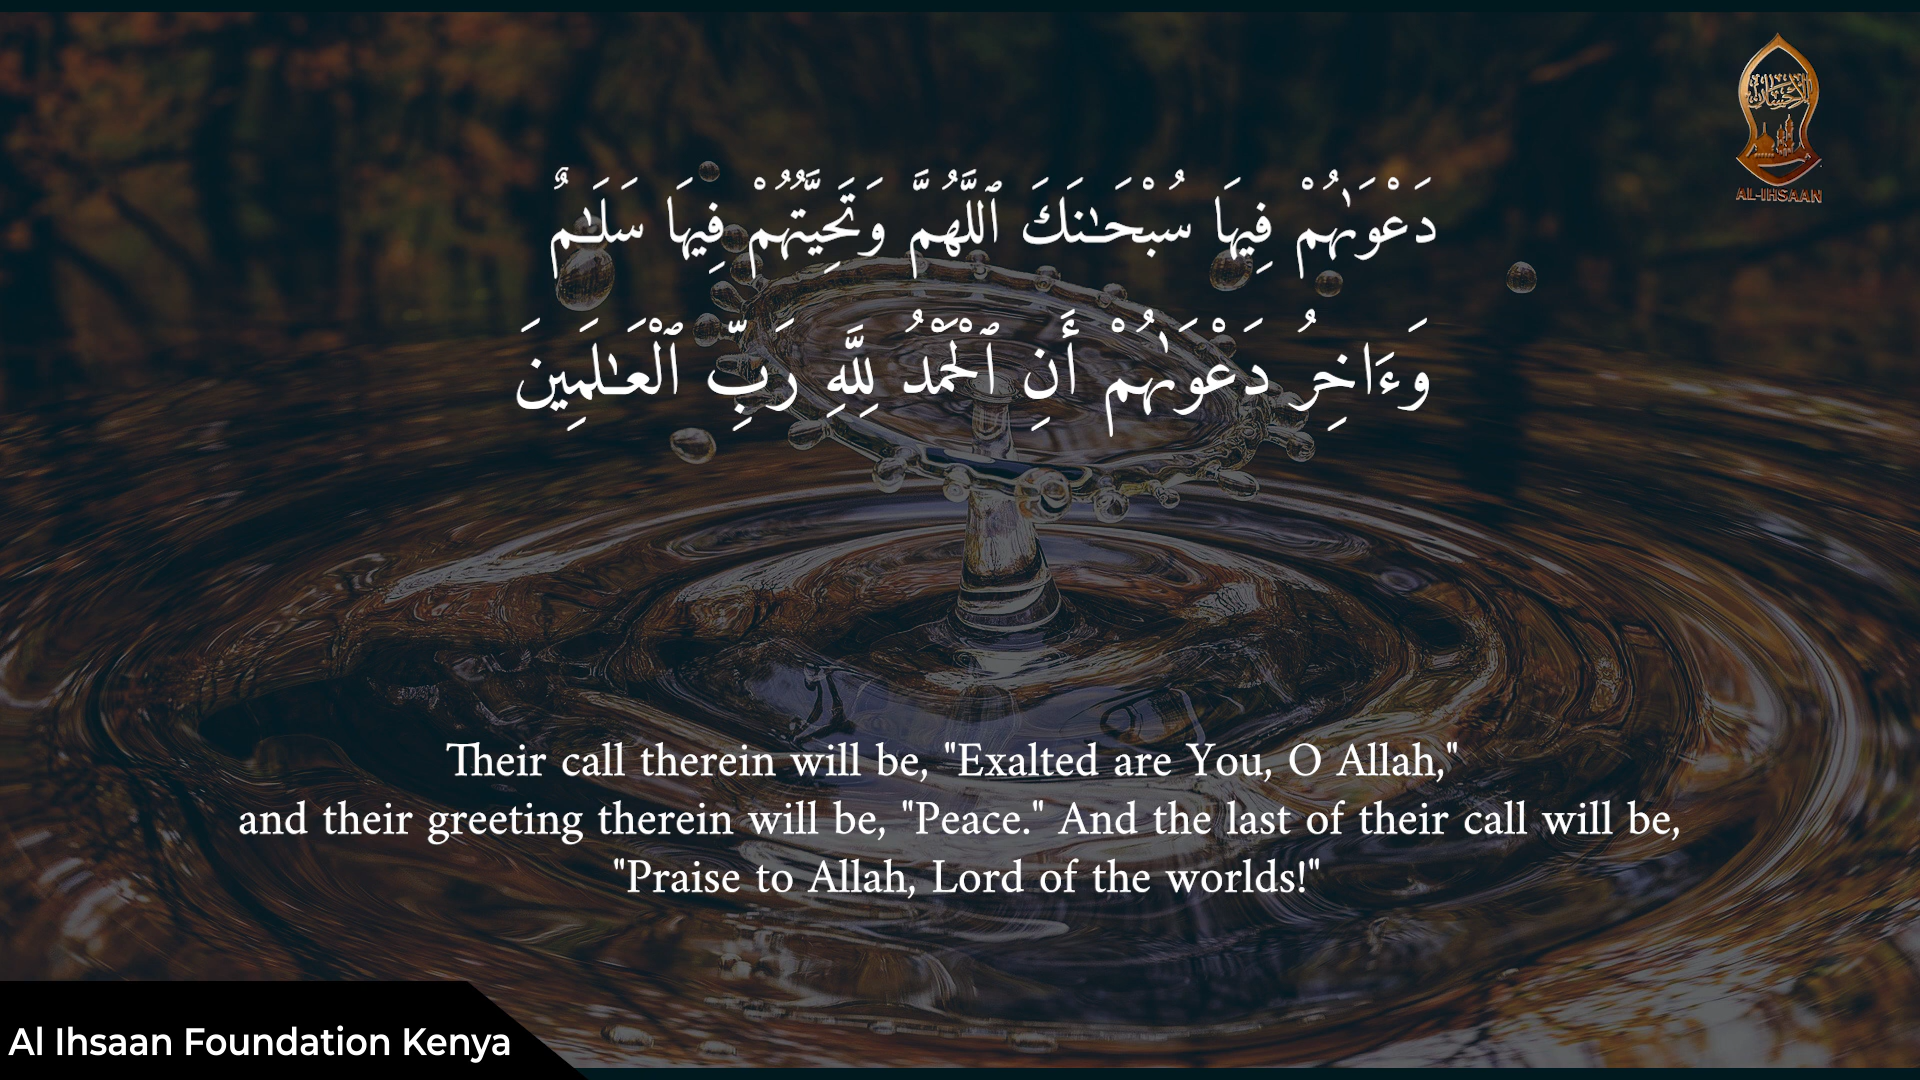 الإحسان
AL-IHSAAN
دَعْوَىٰهُمْ فِيهَا سُبْحَـٰنَكَ ٱللَّهُمَّ وَتَحِيَّتُهُمْ فِيهَا سَلَـٰمٌ
وَءَاخِرُ دَعْوَىٰهُمْ أَنِ ٱلْحَمْدُ لِلَّهِ رَبِّ ٱلْعَـٰلَمِينَ
Their call therein will be, "Exalted are You, O Allah,"
and their greeting therein will be, "Peace." And the last of their call will be,
"Praise to Allah, Lord of the worlds!"
Al Ihsaan Foundation Kenya